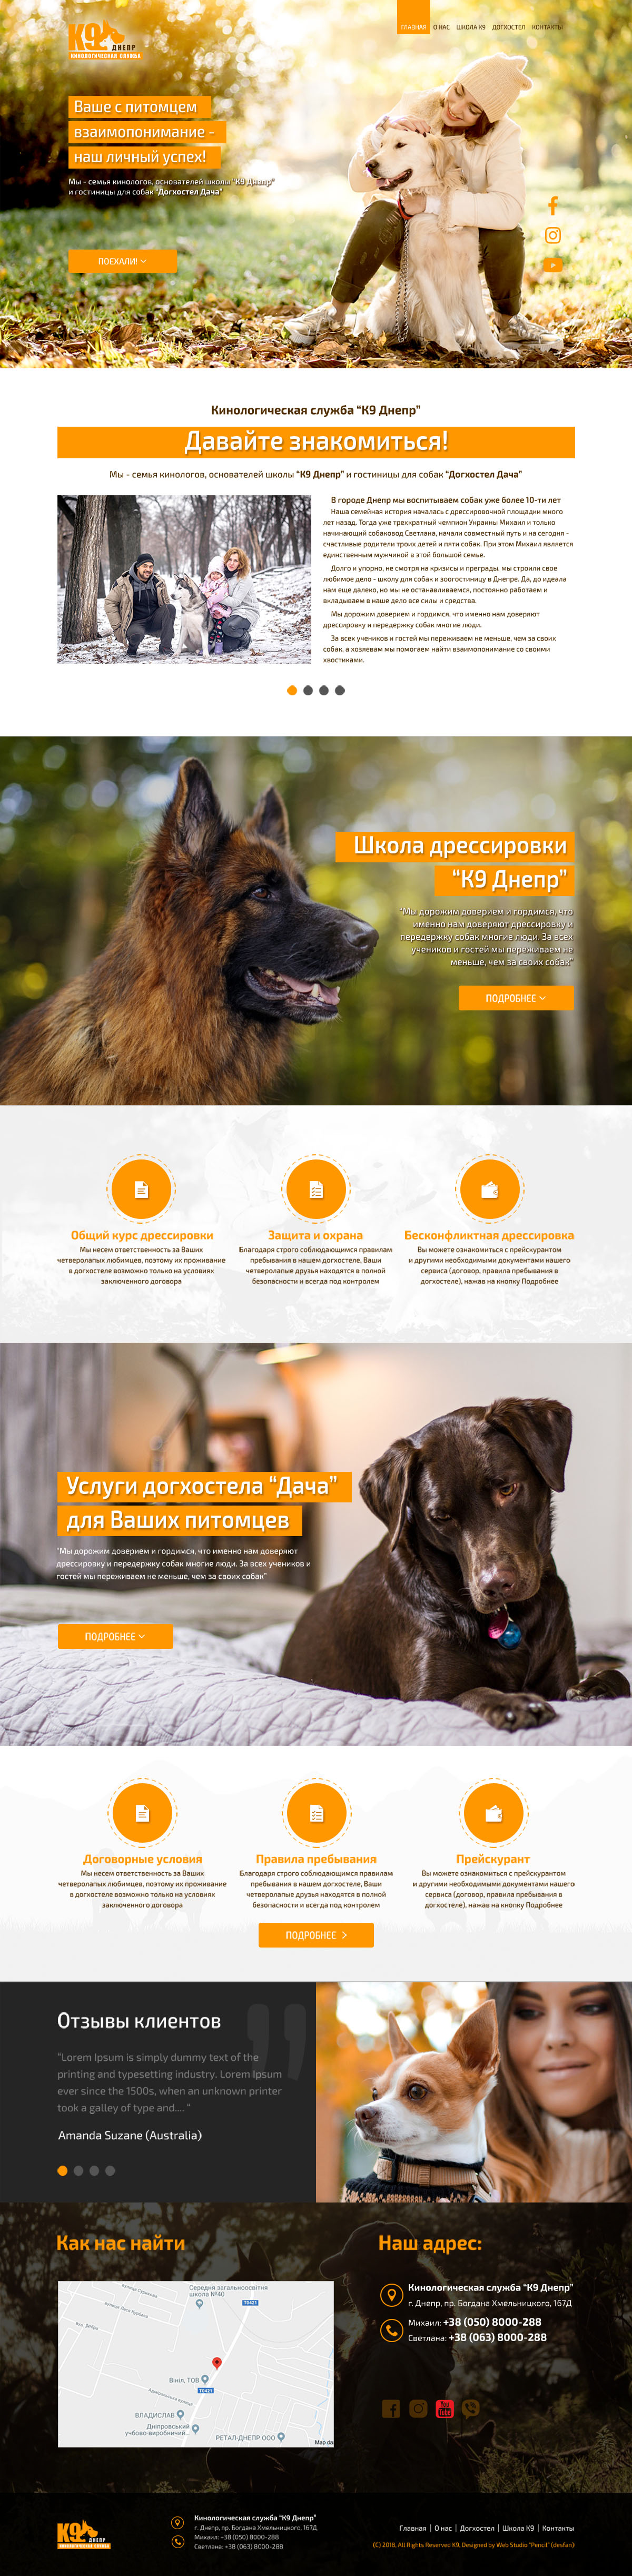 K9
ДНЕПР
КИНОЛОГИЧЕСКАЯ СЛУЖБА
ГЛАВНАЯ О НАС ШКОЛА К9 ДОГХОСТЕЛ КОНТАКТЫ
Ваше с питомцем
взаимопонимание -
наш личный успех!
Мы - семья кинологов, основателей школы “К9 Днепр”
и гостиницы для собак “Догхостел Дача”
ПОЕХАЛИ!
Кинологическая служба “К9 Днепр”
Давайте знакомиться!
Мы - семья кинологов, основателей школы “К9 Днепр” и гостиницы для собак “Догхостел Дача”
В городе Днепр мы воспитываем собак уже более 10-ти лет
Наша семейная история началась с дрессировочной площадки много
лет назад. Тогда уже трехкратный чемпион Украины Михаил и только
начинающий собаковод Светлана, начали совместный путь и на сегодня -
счастливые родители троих детей и пяти собак. При этом Михаил является
единственным мужчиной в этой большой семье.
Долго и упорно, не смотря на кризисы и преграды, мы строили свое
любимое дело - школу для собак и зоогостиницу в Днепре. Да, до идеала
нам еще далеко, но мы не останавливаемся, постоянно работаем и
вкладываем в наше дело все силы и средства.
Мы дорожим доверием и гордимся, что именно нам доверяют
дрессировку и передержку собак многие люди.
За всех учеников и гостей мы переживаем не меньше, чем за своих
собак, а хозяевам мы помогаем найти взаимопонимание со своими
хвостиками.
Школа дрессировки
“К9 Днепр”
“Мы дорожим доверием и гордимся, что
именно нам доверяют дрессировку и
передержку собак многие люди. За всех
учеников и гостей мы переживаем не
меньше, чем за своих собак”
ПОДРОБНЕЕ
Общий курс дрессировки
Мы несем ответственность за Ваших
четверолапых любимцев, поэтому их проживание
в догхостеле возможно только на условиях
заключенного договора
Защита и охрана
Благодаря строго соблюдающимся правилам
пребывания в нашем догхостеле, Ваши
четверолапые друзья находятся в полной
безопасности и всегда под контролем
Бесконфликтная дрессировка
Вы можете ознакомиться с прейскурантом
и другими необходимыми документами нашего
сервиса (договор, правила пребывания в
догхостеле), нажав на кнопку Подробнее
Услуги догхостела “Дача”
для Ваших питомцев
“Мы дорожим доверием и гордимся, что именно нам доверяют
дрессировку и передержку собак многие люди. За всех учеников и
гостей мы переживаем не меньше, чем за своих собак”
ПОДРОБНЕЕ
Договорные условия
Мы несем ответственность за Ваших
четверолапых любимцев, поэтому их проживание
в догхостеле возможно только на условиях
заключенного договора
Правила пребывания
Благодаря строго соблюдающимся правилам
пребывания в нашем догхостеле, Ваши
четверолапые друзья находятся в полной
безопасности и всегда под контролем
Прейскурант
Вы можете ознакомиться с прейскурантом
и другими необходимыми документами нашего
сервиса (договор, правила пребывания в
догхостеле), нажав на кнопку Подробнее
ПОДРОБНЕЕ
Отзывы клиентов
“Lorem Ipsum is simply dummy text of the
printing and typesetting industry. Lorem Ipsum
ever since the 1500s, when an unknown printer
took a galley of type and.... “
Amanda Suzane (Australia)
Как нас найти
Середня загальноосвітня
школа №40
T0421
Вініл, ТОВ
T0421
ВЛАДИСЛАВ
Дніпровський
учбово-виробничий...
РЕТАЛ-ДНЕПР ООО
Map da
Наш адрес:
Кинологическая служба “К9 Днепр”
г. Днепр, пр. Богдана Хмельницкого, 167Д
Михаил: +38 (050) 8000-288
Светлана: +38 (063) 8000-288
You
Tube
K9
ДНЕПР
КИНОЛОГИЧЕСКАЯ СЛУЖБА
Кинологическая служба “К9 Днепр”
г. Днепр, пр. Богдана Хмельницкого, 167Д
Михаил: +38 (050) 8000-288
Светлана: +38 (063) 8000-288
Главная | О нас | Догхостел | Школа К9 | Контакты
(C) 2018. All Rights Reserved K9, Designed by Web Studio “Pencil” (desfan)